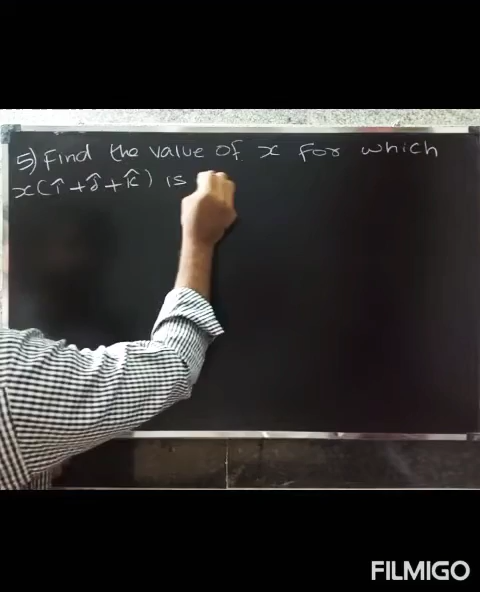 5) Find the value of x for which
x(î+ĵ+k̂) is
FILMIGO